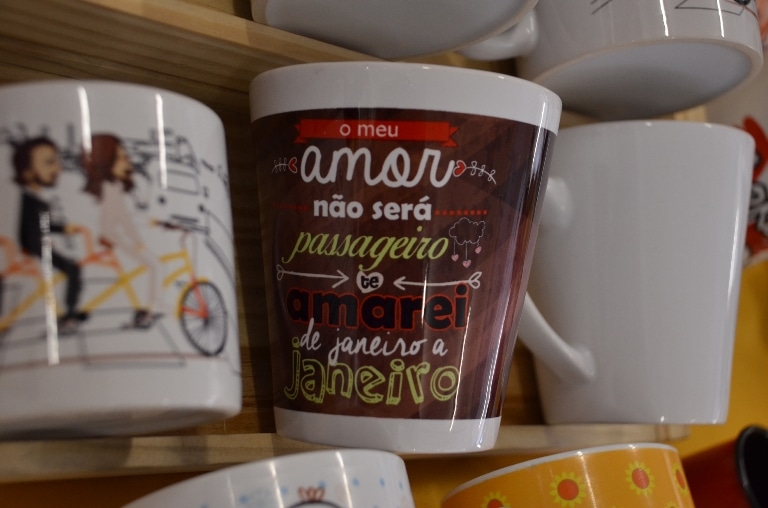 o meu
amor
não será
passageiro
te
amarei
de janeiro a
janeiro